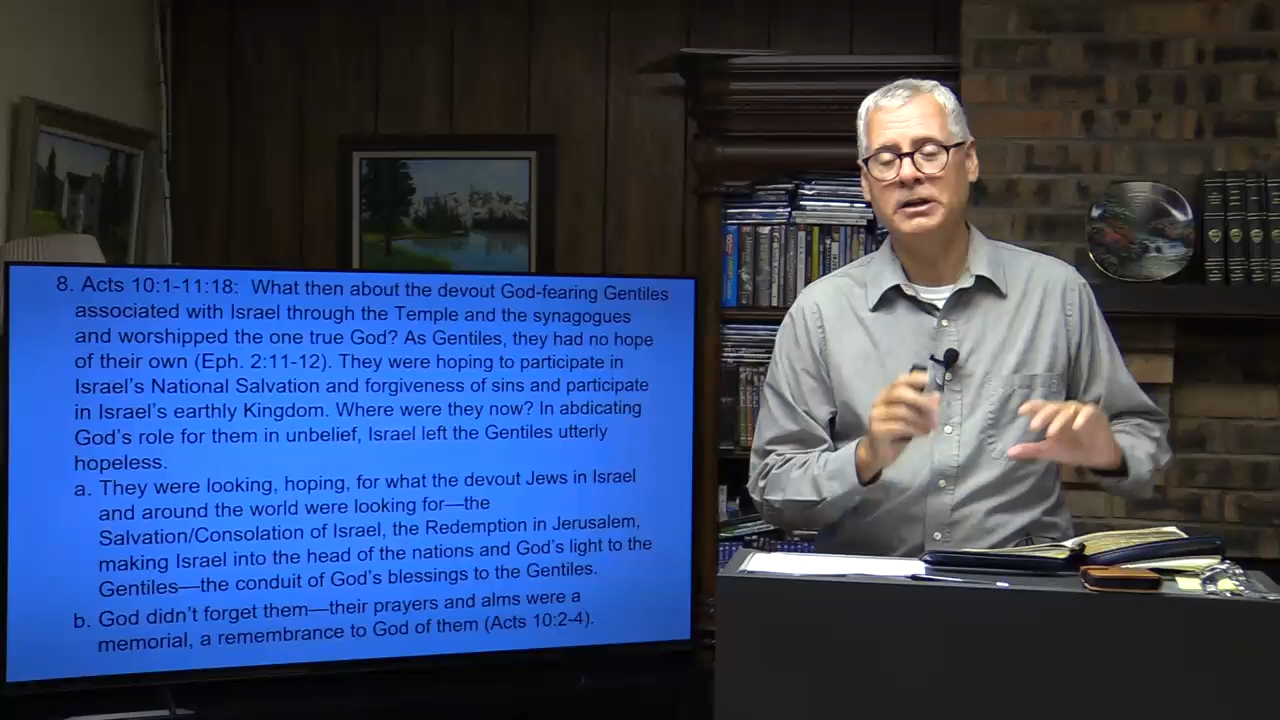 8. Acts 10:1-11:18: What then about the devout God-fearing Gentiles
associated with Israel through the Temple and the synagogues
and worshipped the one true God? As Gentiles, they had no hope
of their own (Eph. 2:11-12). They were hoping to participate in
Israel's National Salvation and forgiveness of sins and participate
in Israel's earthly Kingdom. Where were they now? In abdicating
God's role for them in unbelief, Israel left the Gentiles utterly
hopeless.
a. They were looking, hoping, for what the devout Jews in Israel
and around the world were looking for—the
Salvation/Consolation of Israel, the Redemption in Jerusalem,
making Israel into the head of the nations and God's light to the
Gentiles—the conduit of God's blessings to the Gentiles.
b. God didn't forget them—their prayers and alms were a
memorial, a remembrance to God of them (Acts 10:2-4).